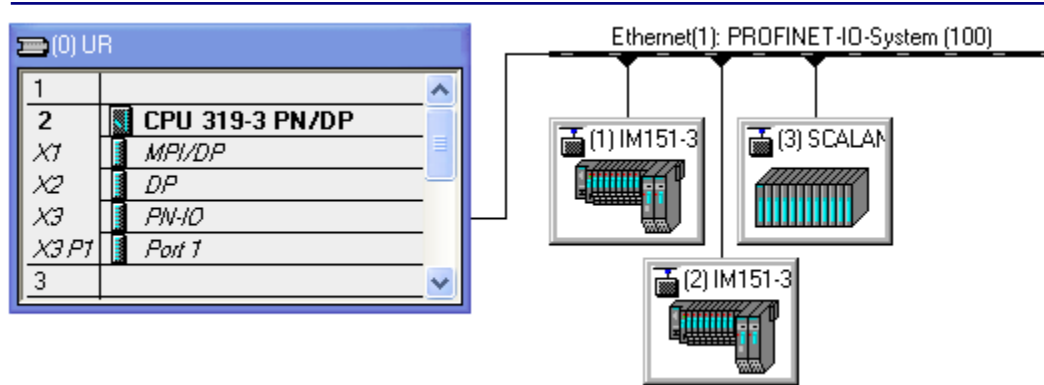 (0) UR
1
2 CPU 319-3 PN/DP
X1 MPI/DP
X2 DP
X3 PN-IO
X3 P1 Port 1
3
Ethernet(1): PROFINET-IO-System (100)
(1) IM151-3
(3) SCALAN
(2) IM151-3